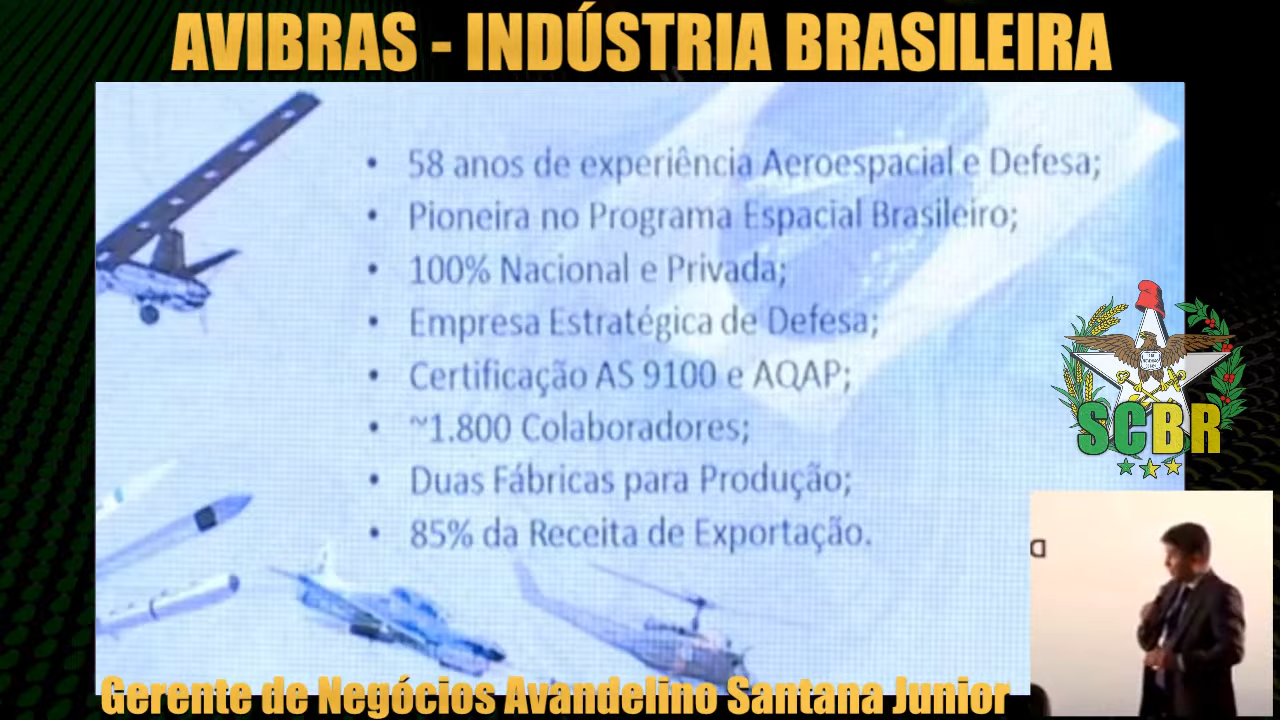 AVIBRAS - INDÚSTRIA BRASILEIRA
• 58 anos de experiência Aeroespacial e Defesa;
• Pioneira no Programa Espacial Brasileiro;
• 100% Nacional e Privada;
• Empresa Estratégica de Defesa;
• Certificação AS 9100 e AQAP;
• ~1.800 Colaboradores;
• Duas Fábricas para Produção;
• 85% da Receita de Exportação.
SCBR
Gerente de Negócios Avandelino Santana Junior